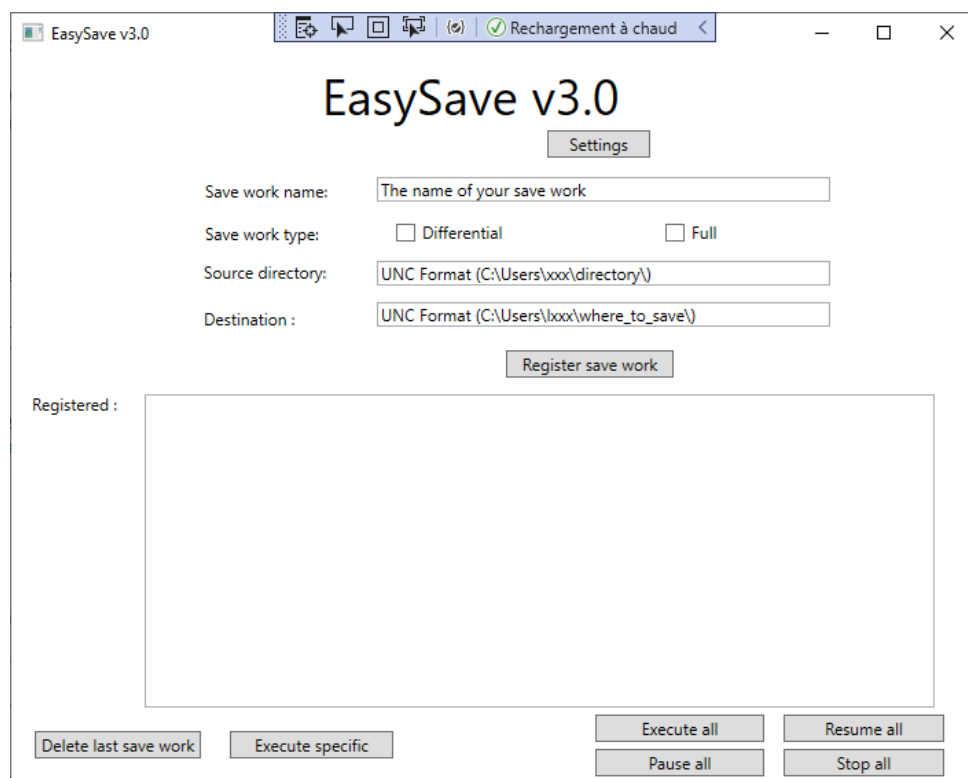 EasySave v3.0
Rechargement à chaud
EasySave v3.0
Settings
Save work name: The name of your save work
Save work type: Differential Full
Source directory: UNC Format (C:\Users\xxx\directory\)
Destination : UNC Format (C:\Users\lxxx\where_to_save\)
Register save work
Registered :
Execute all Resume all
Delete last save work Execute specific
Pause all Stop all